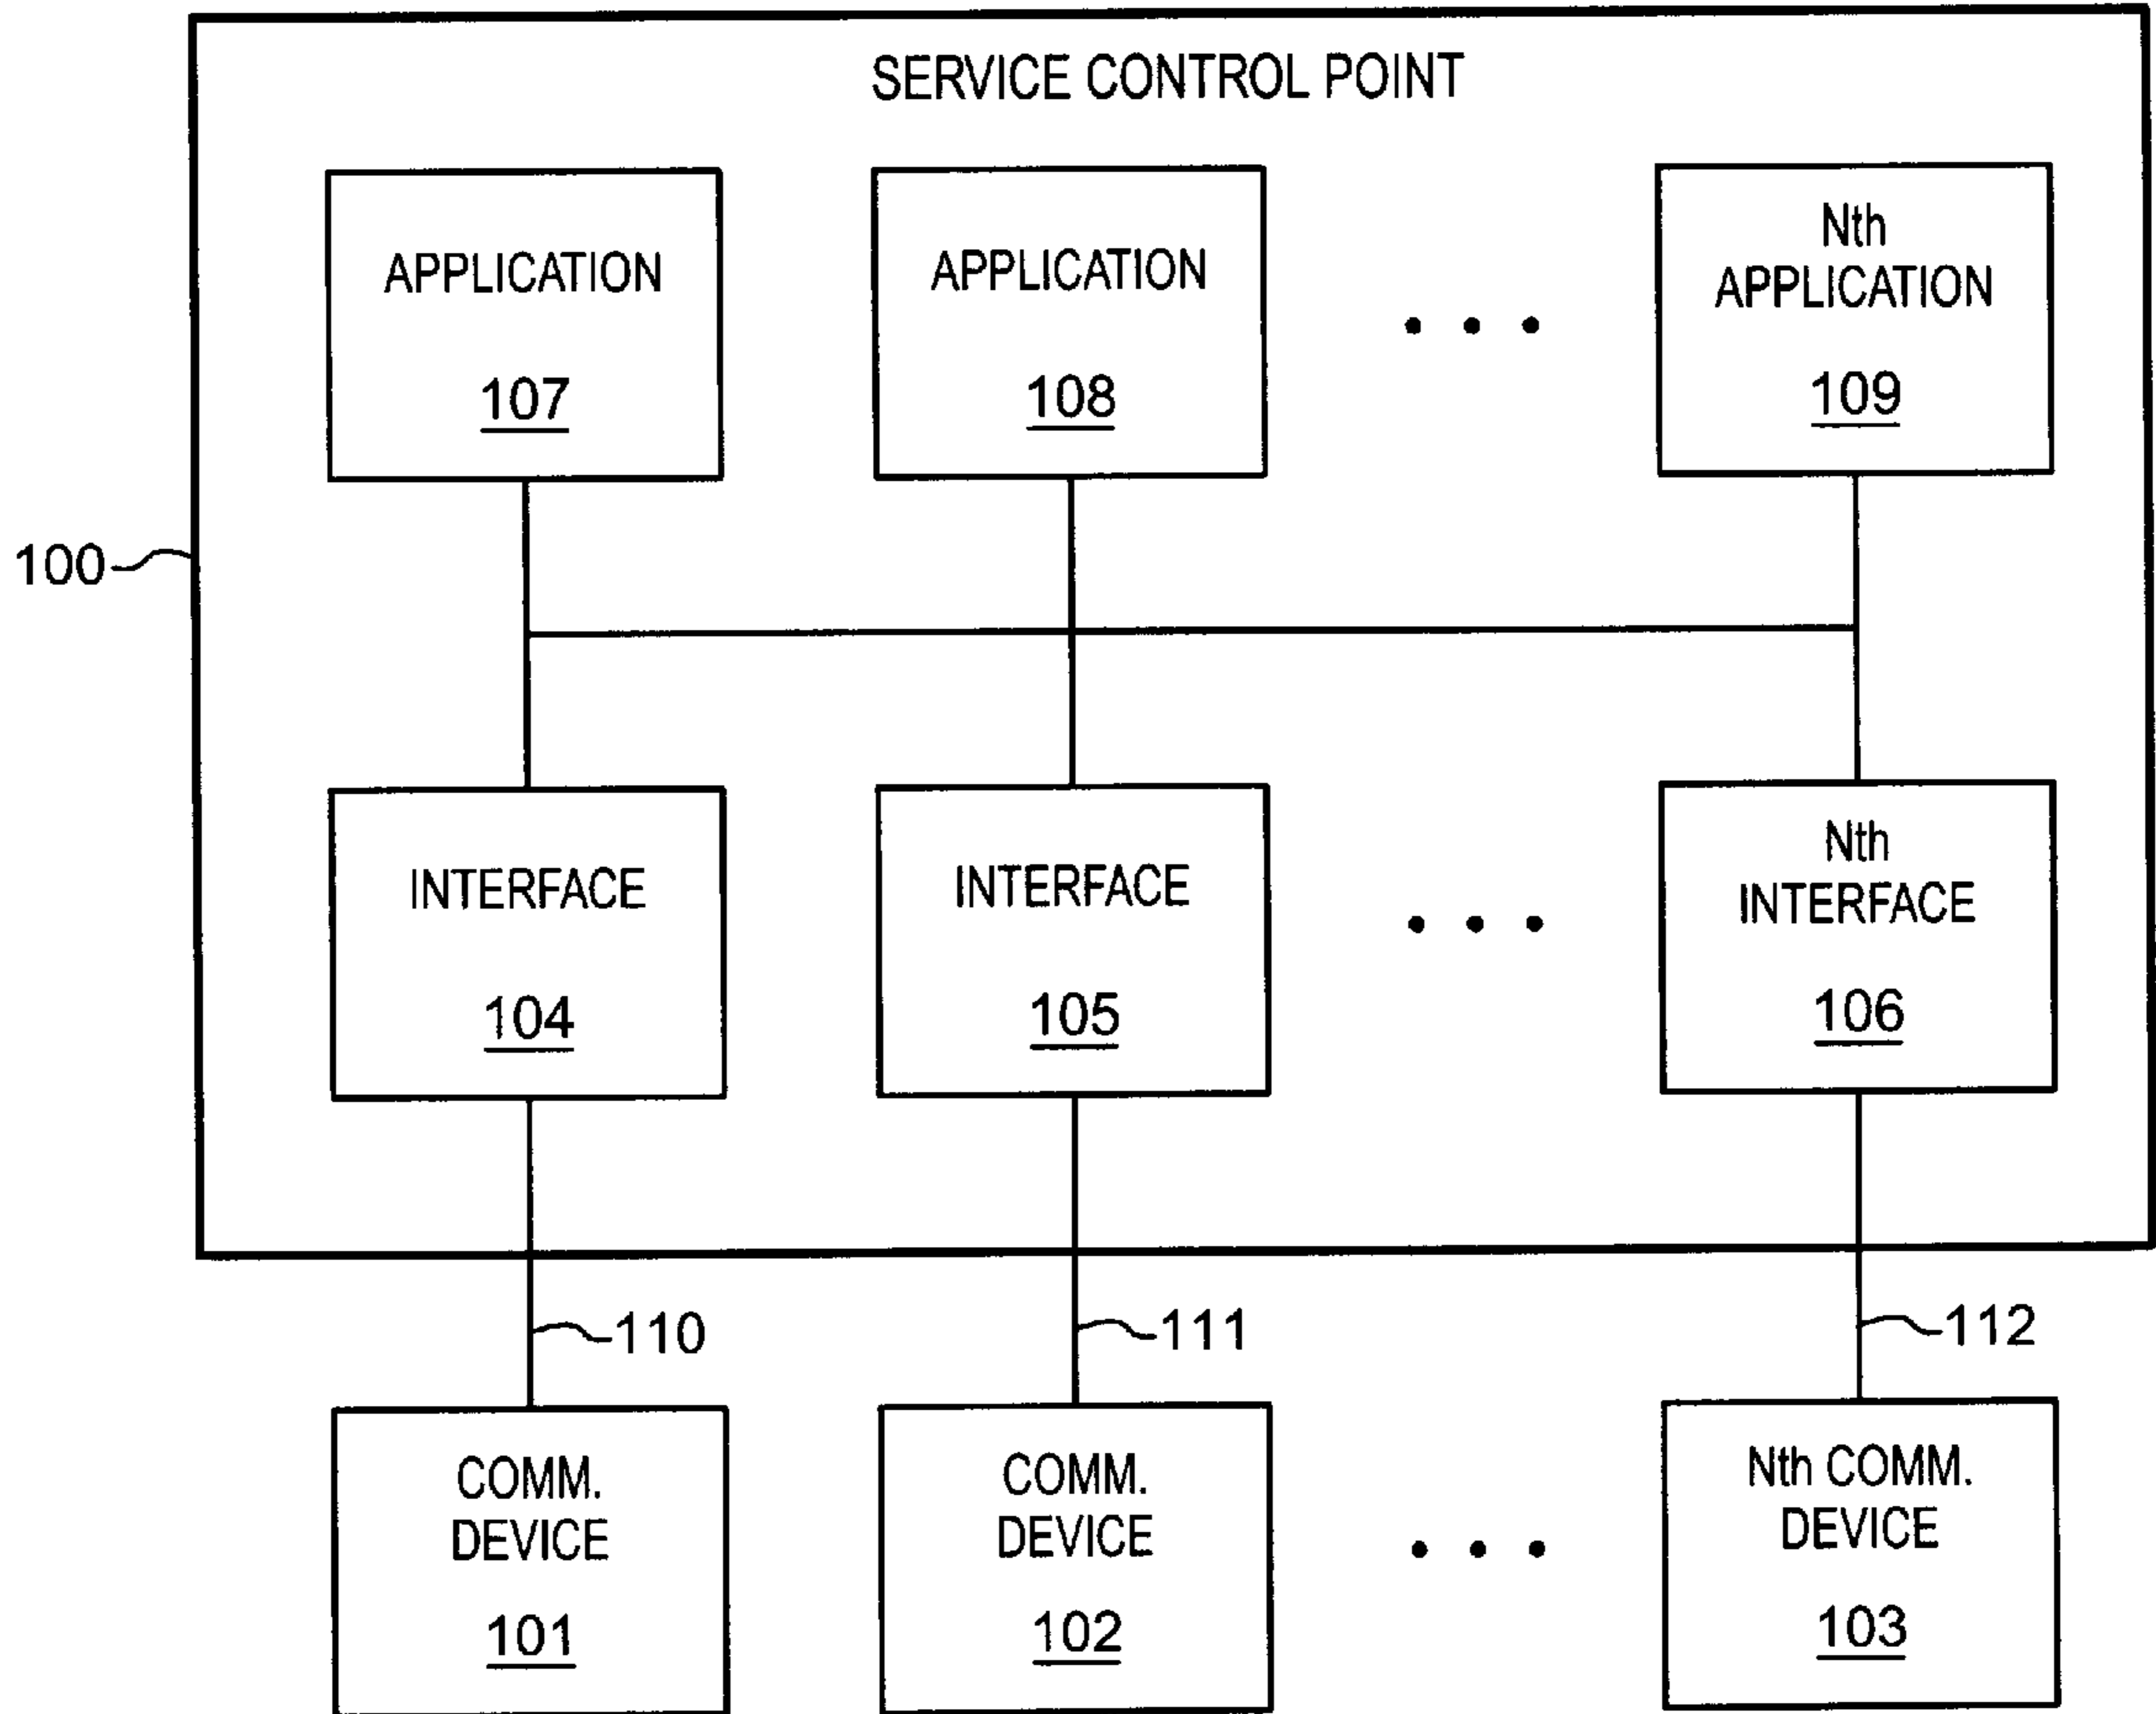 SERVICE CONTROL POINT
APPLICATION
107
APPLICATION
108
Nth
APPLICATION
109
100
INTERFACE
104
INTERFACE
105
Nth
INTERFACE
106
110
111
112
COMM.
DEVICE
101
COMM.
DEVICE
102
Nth COMM.
DEVICE
103